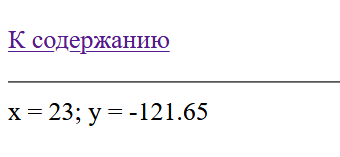 К содержанию
x = 23; y = -121.65